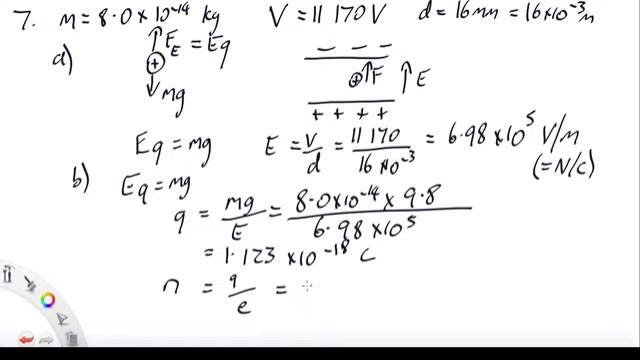 7. m = 8.0 × 10⁻¹⁴ kg V = 11 170 V d = 16 mm = 16 × 10⁻³ m
a) ↑ F_E = Eq
⊕
↓ mg
− − − −
⊕ ↑F ↑ E
+ + + +
Eq = mg E = V/d = 11 170 / 16 × 10⁻³ = 6.98 × 10⁵ V/m
(= N/C)
b) Eq = mg
q = mg/E = 8.0 × 10⁻¹⁴ × 9.8 / 6.98 × 10⁵
= 1.123 × 10⁻¹⁸ C
n = q/e =